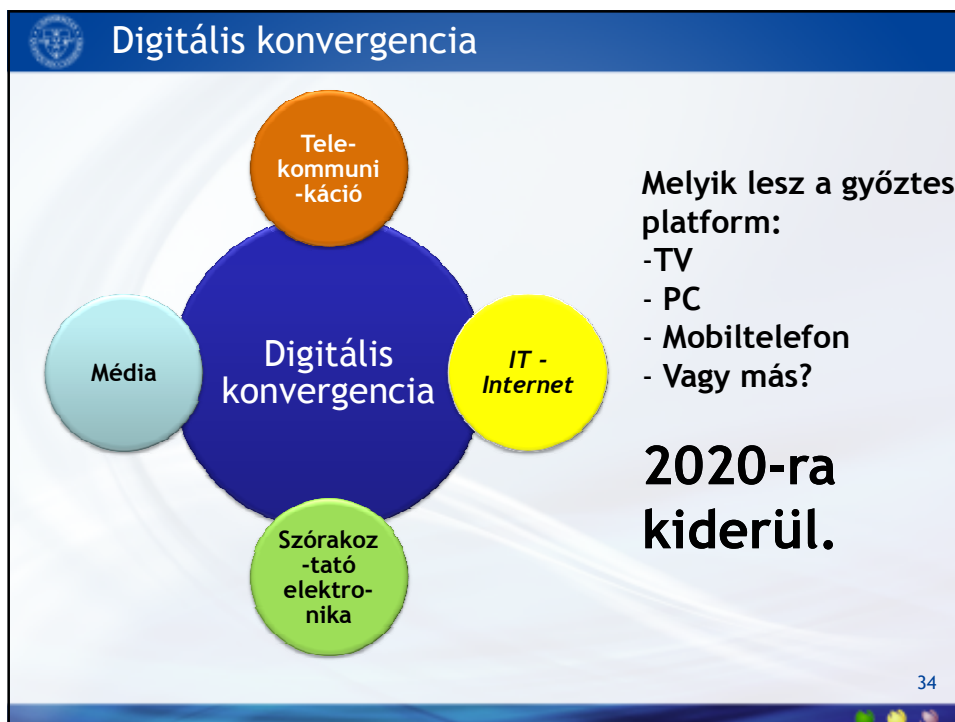 Digitális konvergencia
Tele-
kommuni
-káció
Média
Digitális
konvergencia
IT -
Internet
Szórakoz
-tató
elektro-
nika
Melyik lesz a győztes
platform:
-TV
- PC
- Mobiltelefon
- Vagy más?
2020-ra
kiderül.
34